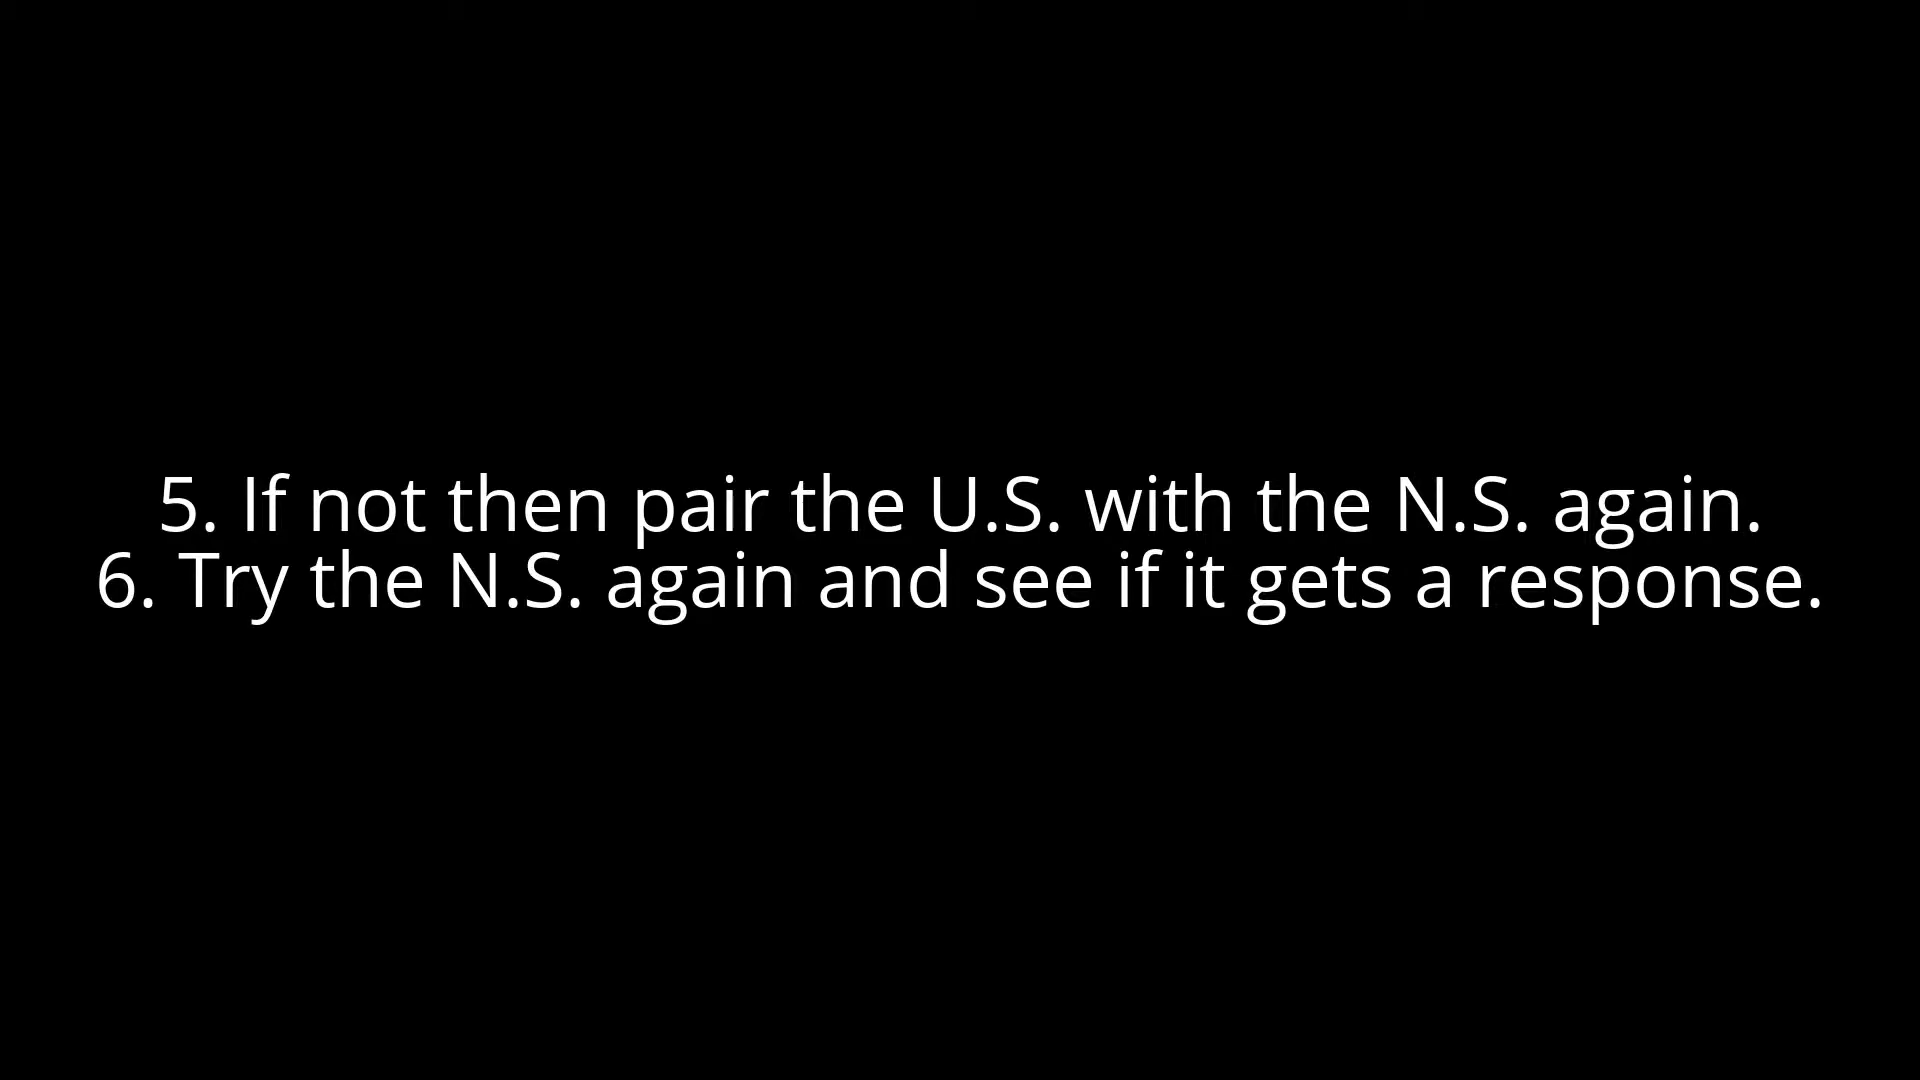 5. If not then pair the U.S. with the N.S. again.
6. Try the N.S. again and see if it gets a response.